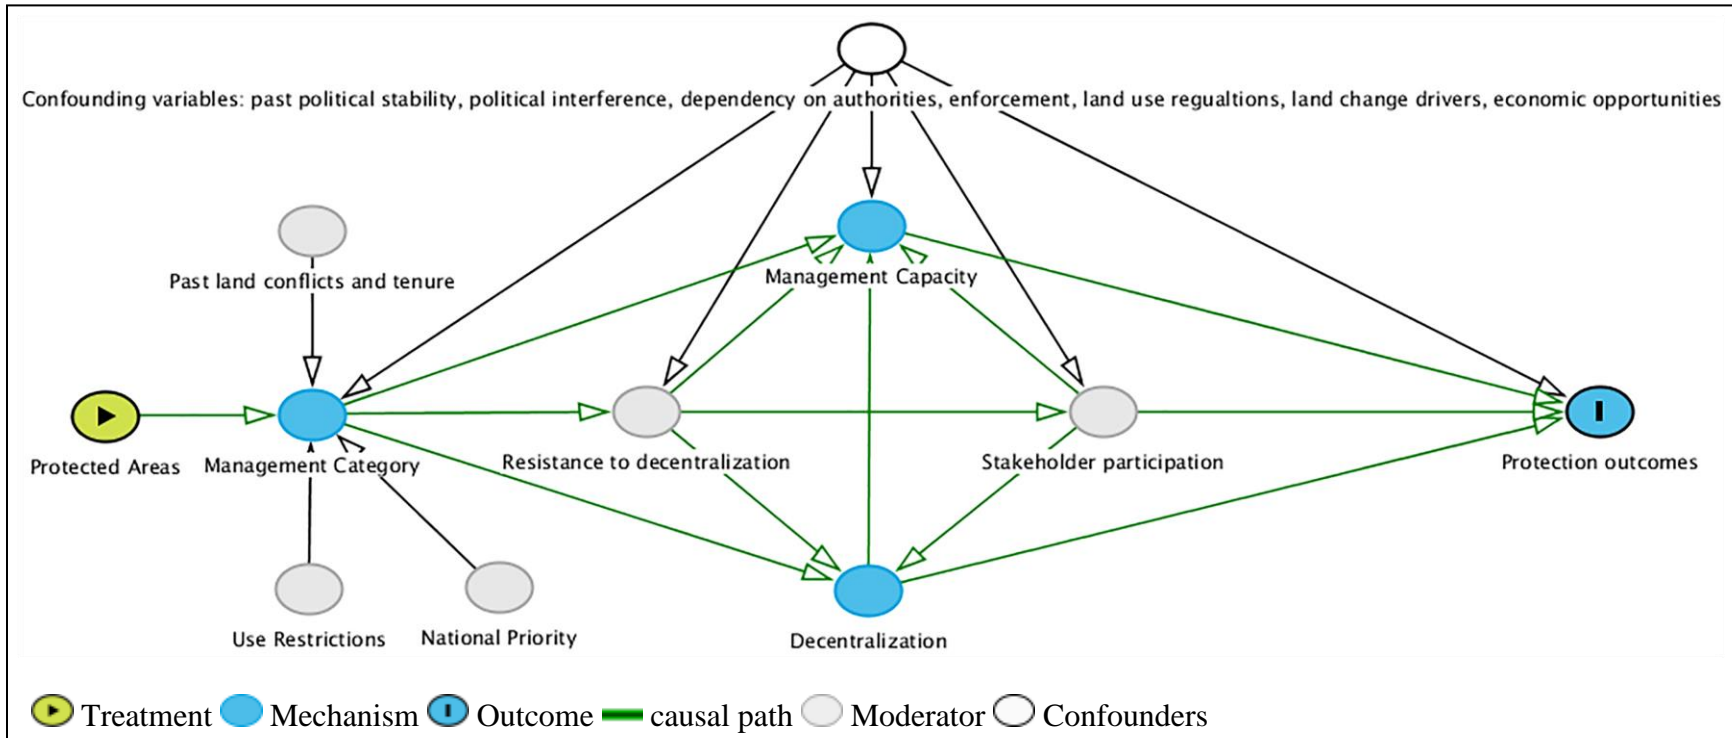 Confounding variables: past political stability, political interference, dependency on authorities, enforcement, land use regualtions, land change drivers, economic opportunities
Past land conflicts and tenure
Management Capacity
Protected Areas
Management Category
Resistance to decentralization
Stakeholder participation
Protection outcomes
Use Restrictions
National Priority
Decentralization
Treatment Mechanism Outcome causal path Moderator Confounders